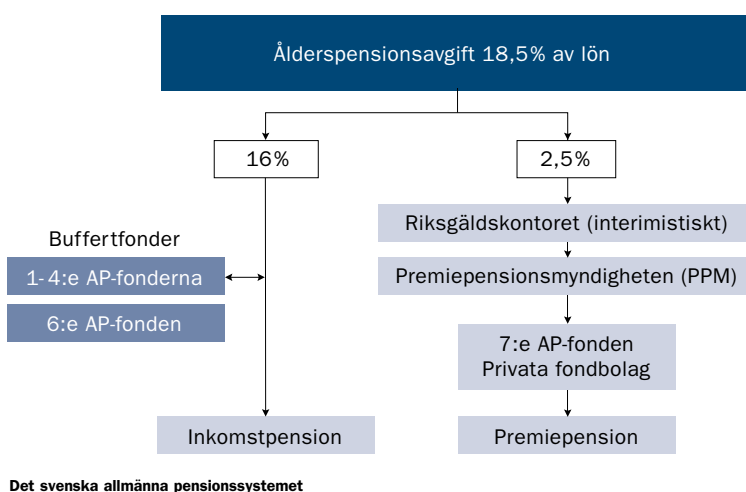 Ålderspensionsavgift 18,5% av lön
16%
2,5%
Riksgäldskontoret (interimistiskt)
Buffertfonder
1-4:e AP-fonderna
Premiepensionsmyndigheten (PPM)
6:e AP-fonden
7:e AP-fonden
Privata fondbolag
Inkomstpension
Premiepension
Det svenska allmänna pensionssystemet